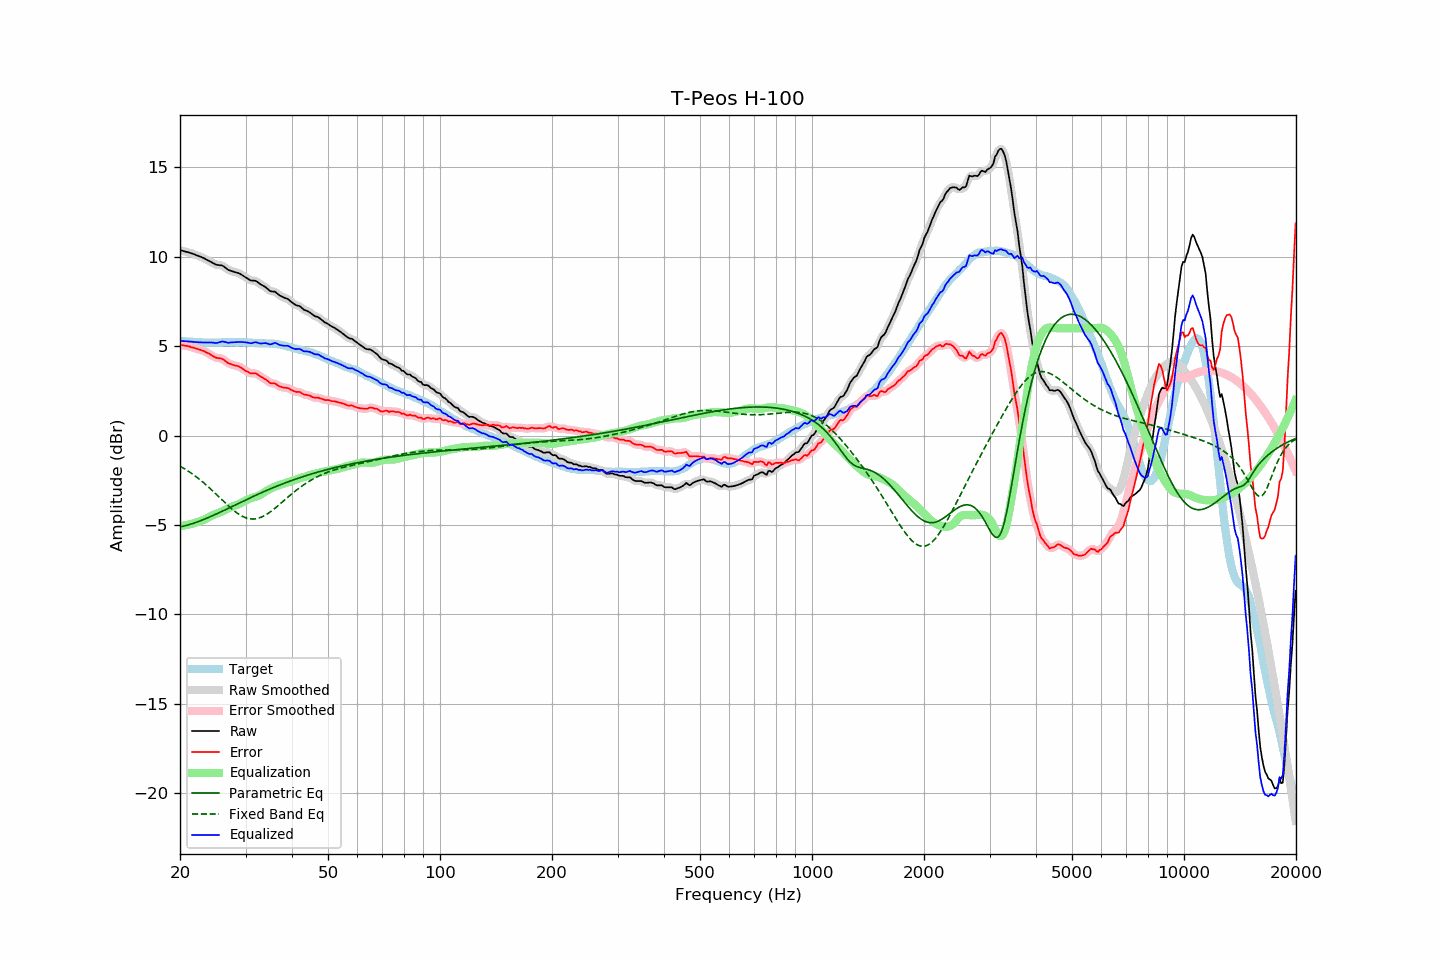 T-Peos H-100
Amplitude (dBr)
15
10
5
0
−5
−10
−15
−20
Target
Raw Smoothed
Error Smoothed
Raw
Error
Equalization
Parametric Eq
Fixed Band Eq
Equalized
20 50 100 200 500 1000 2000 5000 10000 20000
Frequency (Hz)